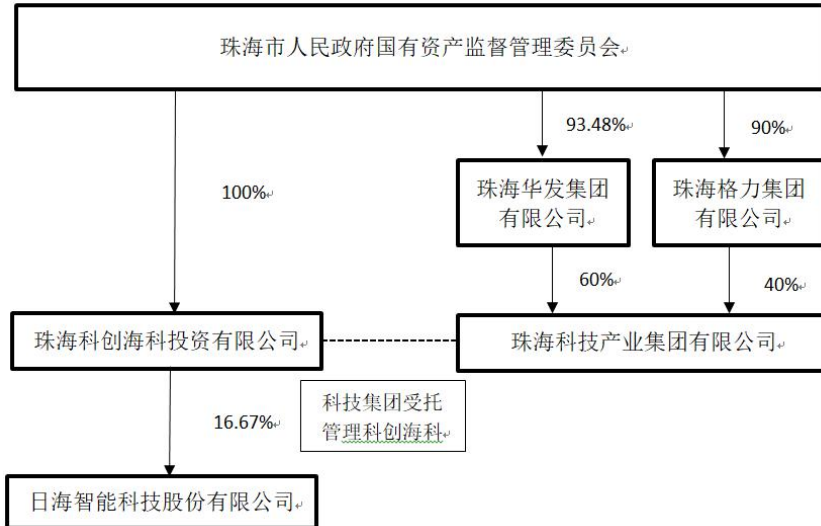 珠海市人民政府国有资产监督管理委员会
93.48%
90%
100%
珠海华发集团
有限公司
珠海格力集团
有限公司
60%
40%
珠海科创海科投资有限公司
珠海科技产业集团有限公司
16.67%
科技集团受托
管理科创海科
日海智能科技股份有限公司